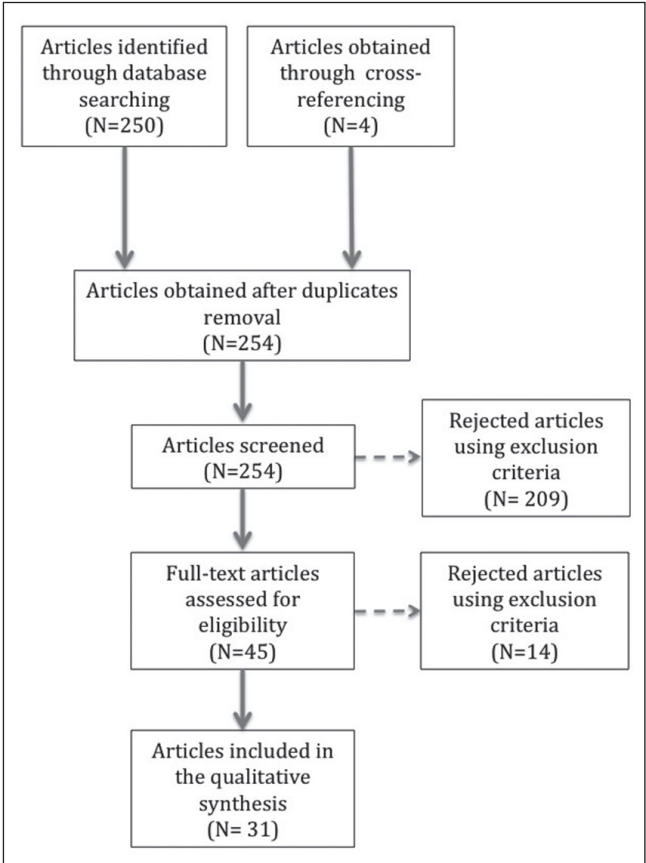 Articles identified
through database
searching
(N=250)
Articles obtained
through cross-
referencing
(N=4)
Articles obtained after duplicates
removal
(N=254)
Articles screened
(N=254)
Rejected articles
using exclusion
criteria
(N= 209)
Full-text articles
assessed for
eligibility
(N=45)
Rejected articles
using exclusion
criteria
(N=14)
Articles included in
the qualitative
synthesis
(N= 31)